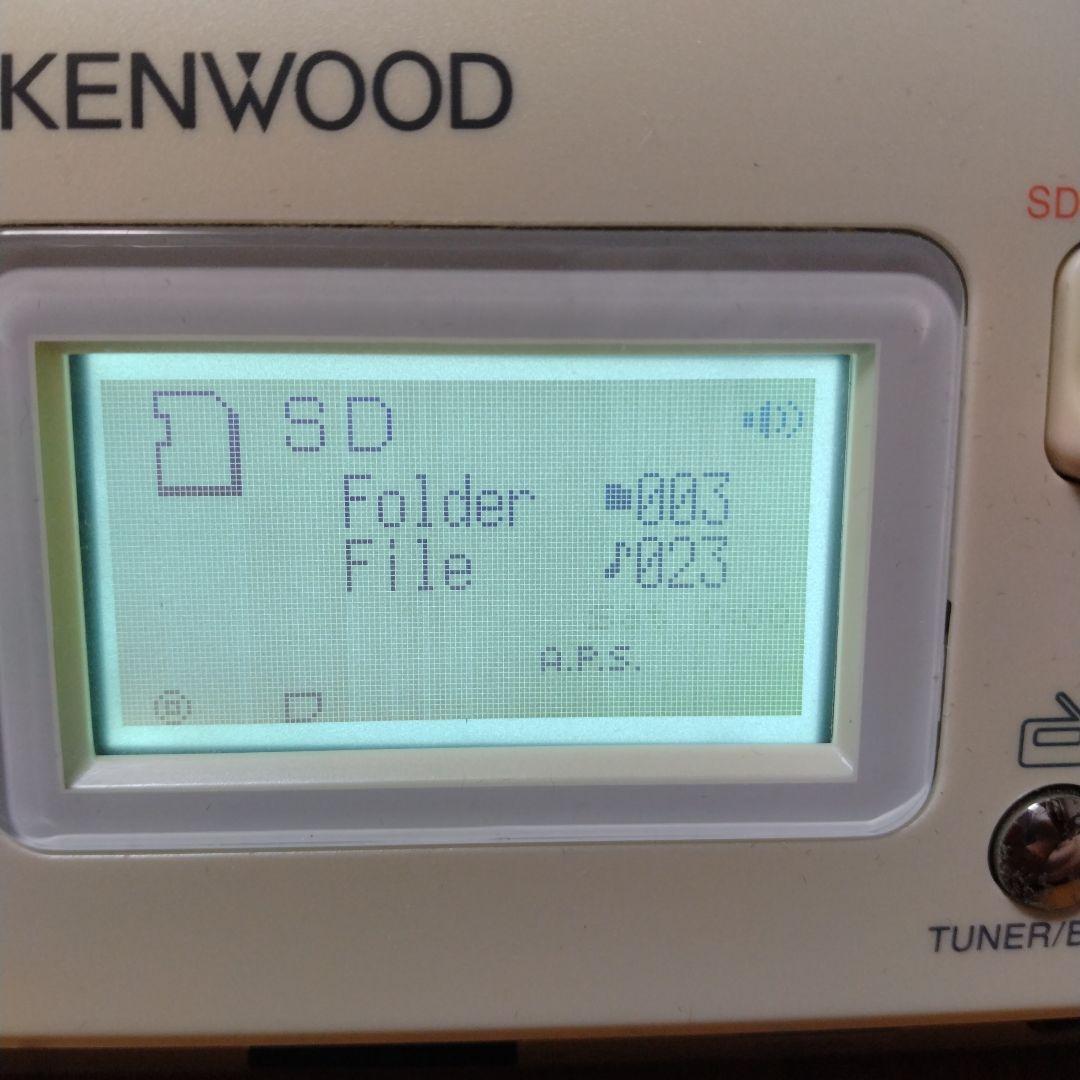 KENWOOD
SD
SD
Folder 003
File 023
A.P.S.
TUNER/